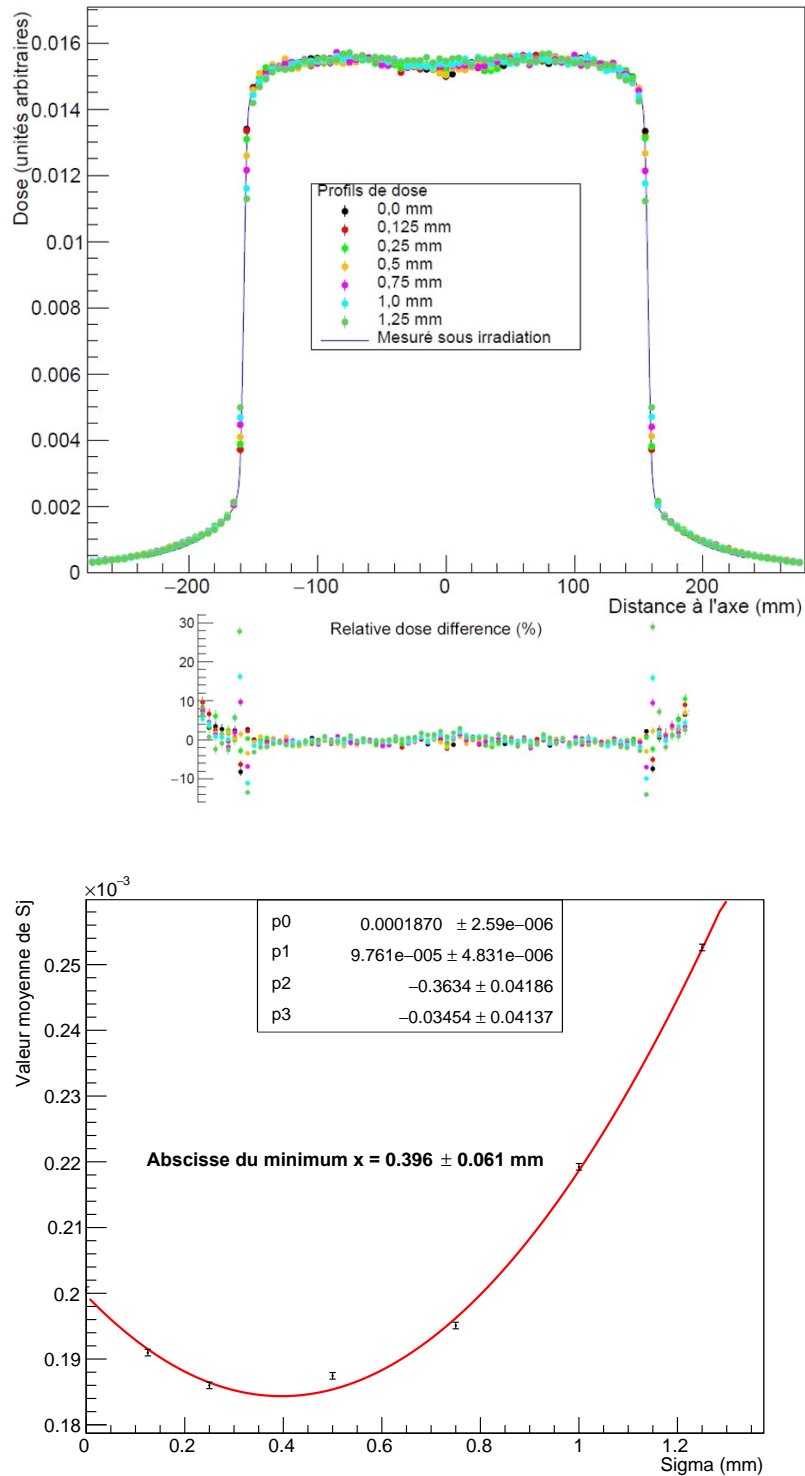 Dose (unités arbitraires)
0.016
0.014
0.012
0.01
0.008
0.006
0.004
0.002
0
Profils de dose
0,0 mm
0,125 mm
0,25 mm
0,5 mm
0,75 mm
1,0 mm
1,25 mm
Mesuré sous irradiation
−200 −100 0 100 200
Distance à l'axe (mm)
Relative dose difference (%)
30
20
10
0
−10
×10−3
Valeur moyenne de Sj
p0 0.0001870 ± 2.59e−006
p1 9.761e−005 ± 4.831e−006
p2 −0.3634 ± 0.04186
p3 −0.03454 ± 0.04137
0.25
0.24
0.23
0.22
0.21
0.2
0.19
0.18
Abscisse du minimum x = 0.396 ± 0.061 mm
0 0.2 0.4 0.6 0.8 1 1.2
Sigma (mm)